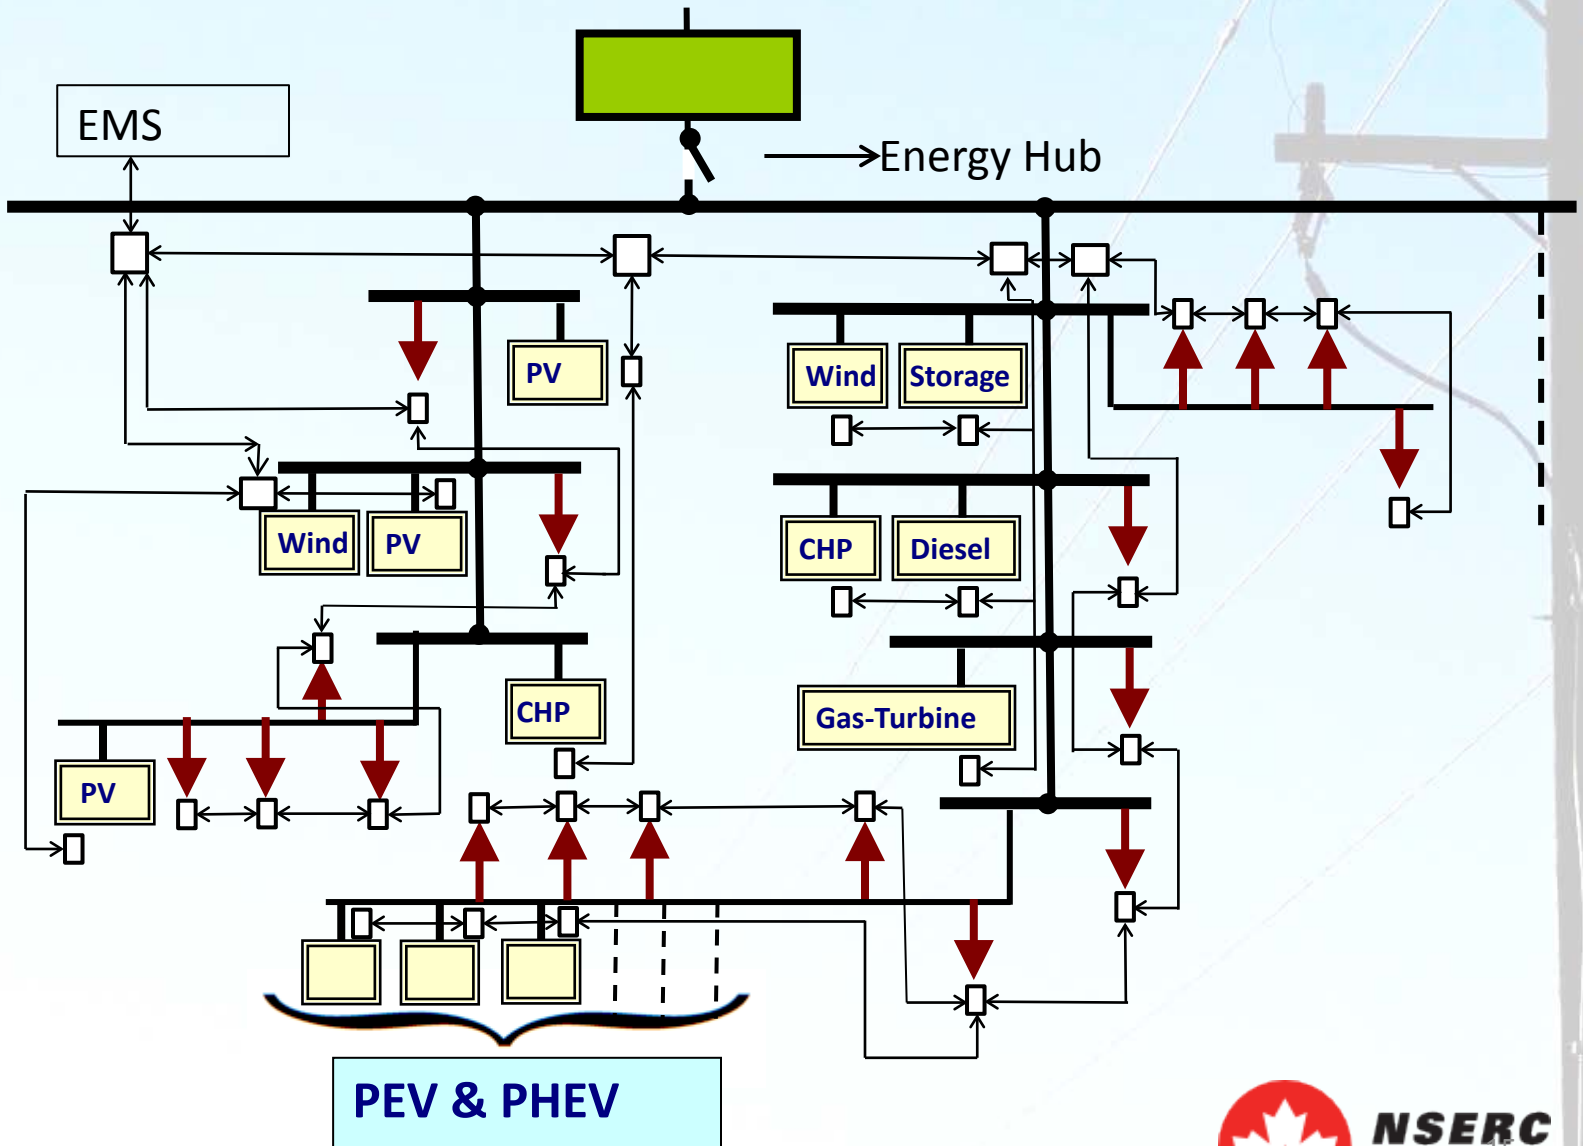 EMS
Energy Hub
PV
Wind
Storage
Wind
PV
CHP
Diesel
CHP
Gas-Turbine
PV
PEV & PHEV
NSERC